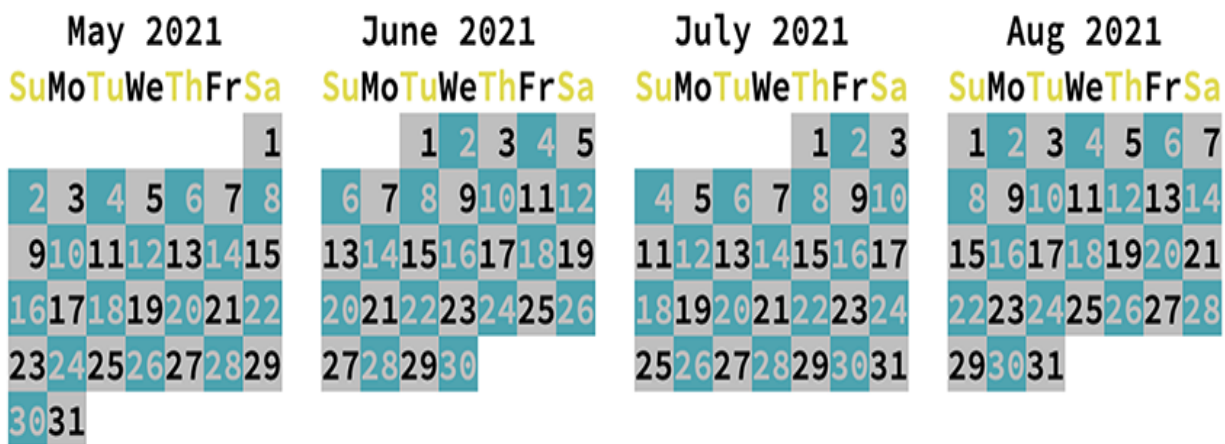 May 2021
SuMoTuWeThFrSa
1
2 3 4 5 6 7 8
9 10 11 12 13 14 15
16 17 18 19 20 21 22
23 24 25 26 27 28 29
30 31
June 2021
SuMoTuWeThFrSa
1 2 3 4 5
6 7 8 9 10 11 12
13 14 15 16 17 18 19
20 21 22 23 24 25 26
27 28 29 30
July 2021
SuMoTuWeThFrSa
1 2 3
4 5 6 7 8 9 10
11 12 13 14 15 16 17
18 19 20 21 22 23 24
25 26 27 28 29 30 31
Aug 2021
SuMoTuWeThFrSa
1 2 3 4 5 6 7
8 9 10 11 12 13 14
15 16 17 18 19 20 21
22 23 24 25 26 27 28
29 30 31